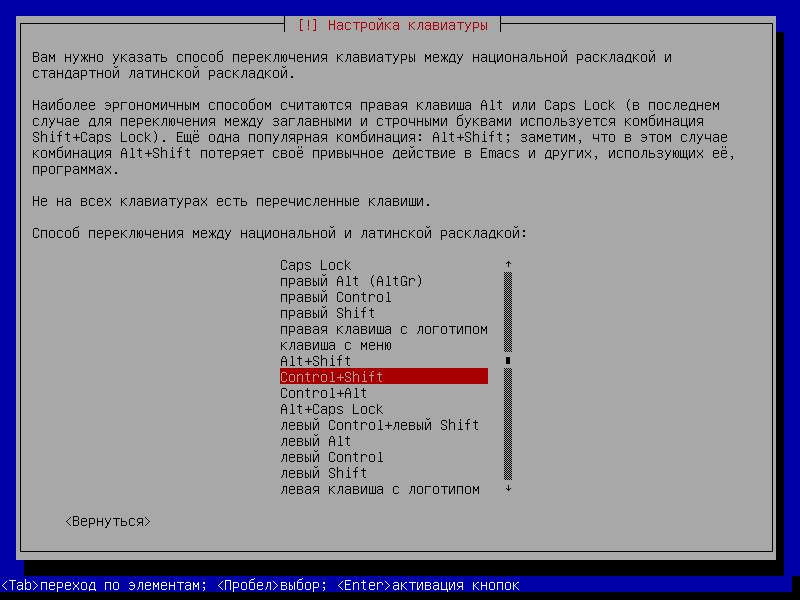 [!] Настройка клавиатуры
Вам нужно указать способ переключения клавиатуры между национальной раскладкой и
стандартной латинской раскладкой.
Наиболее эргономичным способом считаются правая клавиша Alt или Caps Lock (в последнем
случае для переключения между заглавными и строчными буквами используется комбинация
Shift+Caps Lock). Ещё одна популярная комбинация: Alt+Shift; заметим, что в этом случае
комбинация Alt+Shift потеряет своё привычное действие в Emacs и других, использующих её,
программах.
Не на всех клавиатурах есть перечисленные клавиши.
Способ переключения между национальной и латинской раскладкой:
Caps Lock
правый Alt (AltGr)
правый Control
правый Shift
правая клавиша с логотипом
клавиша с меню
Alt+Shift
Control+Shift
Control+Alt
Alt+Caps Lock
левый Control+левый Shift
левый Alt
левый Control
левый Shift
левая клавиша с логотипом
<Вернуться>
<Tab>переход по элементам; <Пробел>выбор; <Enter>активация кнопок